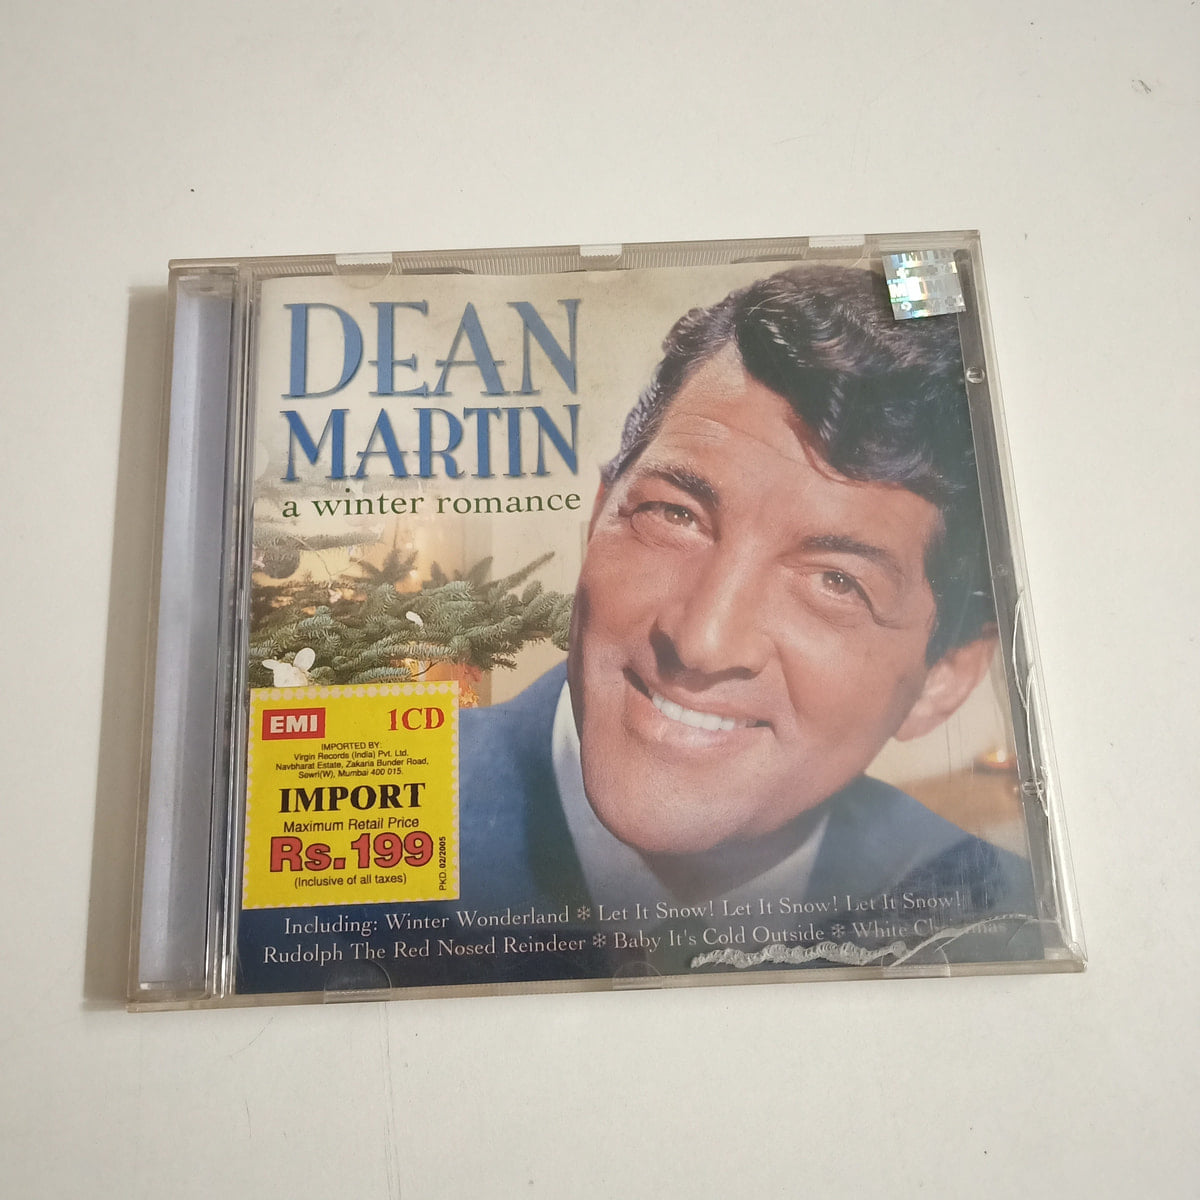 DEAN
MARTIN
a winter romance
EMI
1CD
IMPORTED BY:
Virgin Records (India) Pvt. Ltd.
Navbharat Estate, Zakaria Bunder Road,
Sewri(W), Mumbai 400 015.
IMPORT
Maximum Retail Price
Rs.199
(Inclusive of all taxes)
PKD. 02/2005
Including: Winter Wonderland ❄ Let It Snow! Let It Snow! Let It Snow!
Rudolph The Red Nosed Reindeer ❄ Baby It's Cold Outside ❄ White Christmas